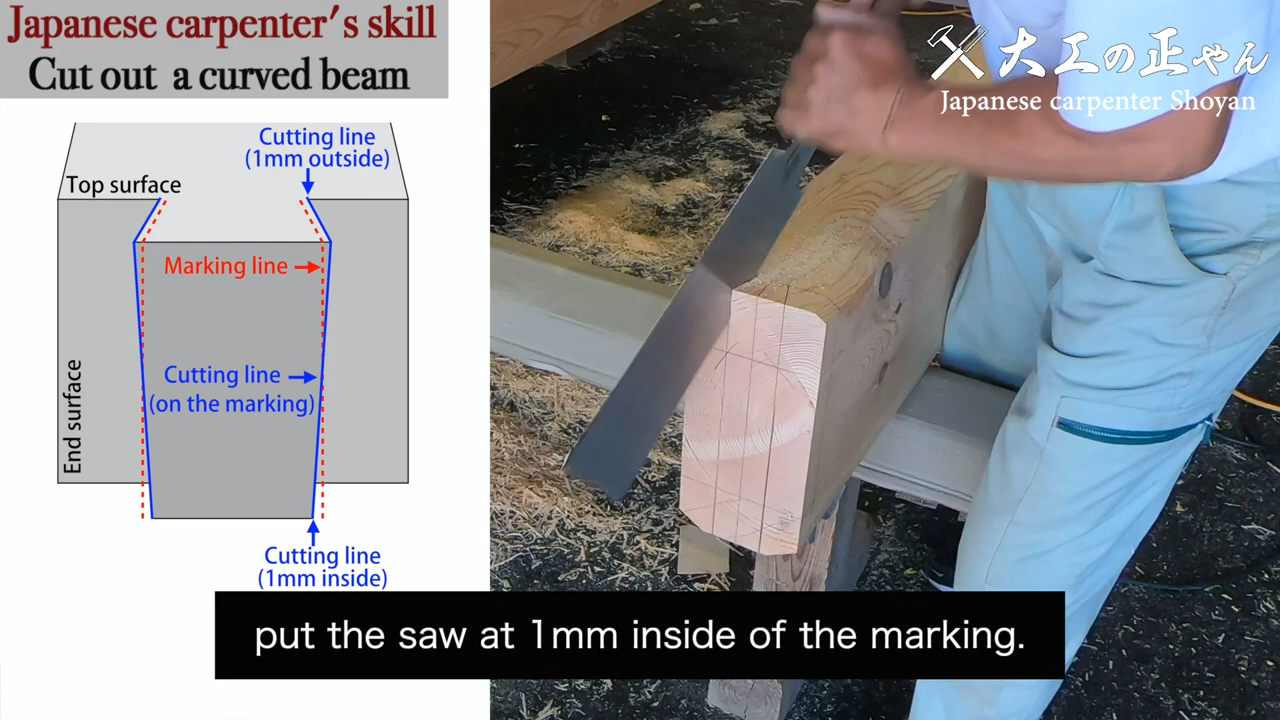 Japanese carpenter's skill
Cut out a curved beam
大工の正やん
Japanese carpenter Shoyan
Cutting line
(1mm outside)
Top surface
Marking line
Cutting line
(on the marking)
End surface
Cutting line
(1mm inside)
put the saw at 1mm inside of the marking.